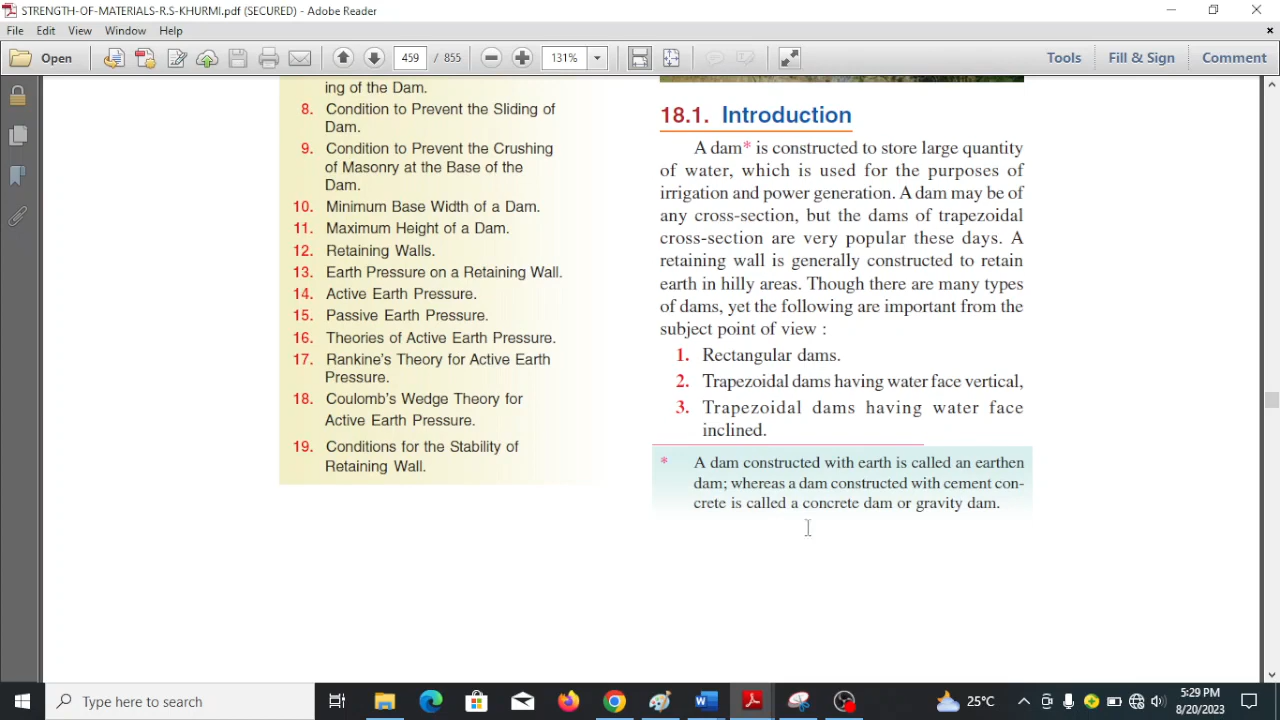 STRENGTH-OF-MATERIALS-R.S-KHURMI.pdf (SECURED) - Adobe Reader
File Edit View Window Help
Open 459 / 855 131% Tools Fill & Sign Comment
ing of the Dam.
8. Condition to Prevent the Sliding of
Dam.
9. Condition to Prevent the Crushing
of Masonry at the Base of the
Dam.
10. Minimum Base Width of a Dam.
11. Maximum Height of a Dam.
12. Retaining Walls.
13. Earth Pressure on a Retaining Wall.
14. Active Earth Pressure.
15. Passive Earth Pressure.
16. Theories of Active Earth Pressure.
17. Rankine's Theory for Active Earth
Pressure.
18. Coulomb's Wedge Theory for
Active Earth Pressure.
19. Conditions for the Stability of
Retaining Wall.
18.1. Introduction
A dam* is constructed to store large quantity
of water, which is used for the purposes of
irrigation and power generation. A dam may be of
any cross-section, but the dams of trapezoidal
cross-section are very popular these days. A
retaining wall is generally constructed to retain
earth in hilly areas. Though there are many types
of dams, yet the following are important from the
subject point of view :
1. Rectangular dams.
2. Trapezoidal dams having water face vertical,
3. Trapezoidal dams having water face
inclined.
* A dam constructed with earth is called an earthen
dam; whereas a dam constructed with cement con-
crete is called a concrete dam or gravity dam.
Type here to search
25°C
5:29 PM
8/20/2023